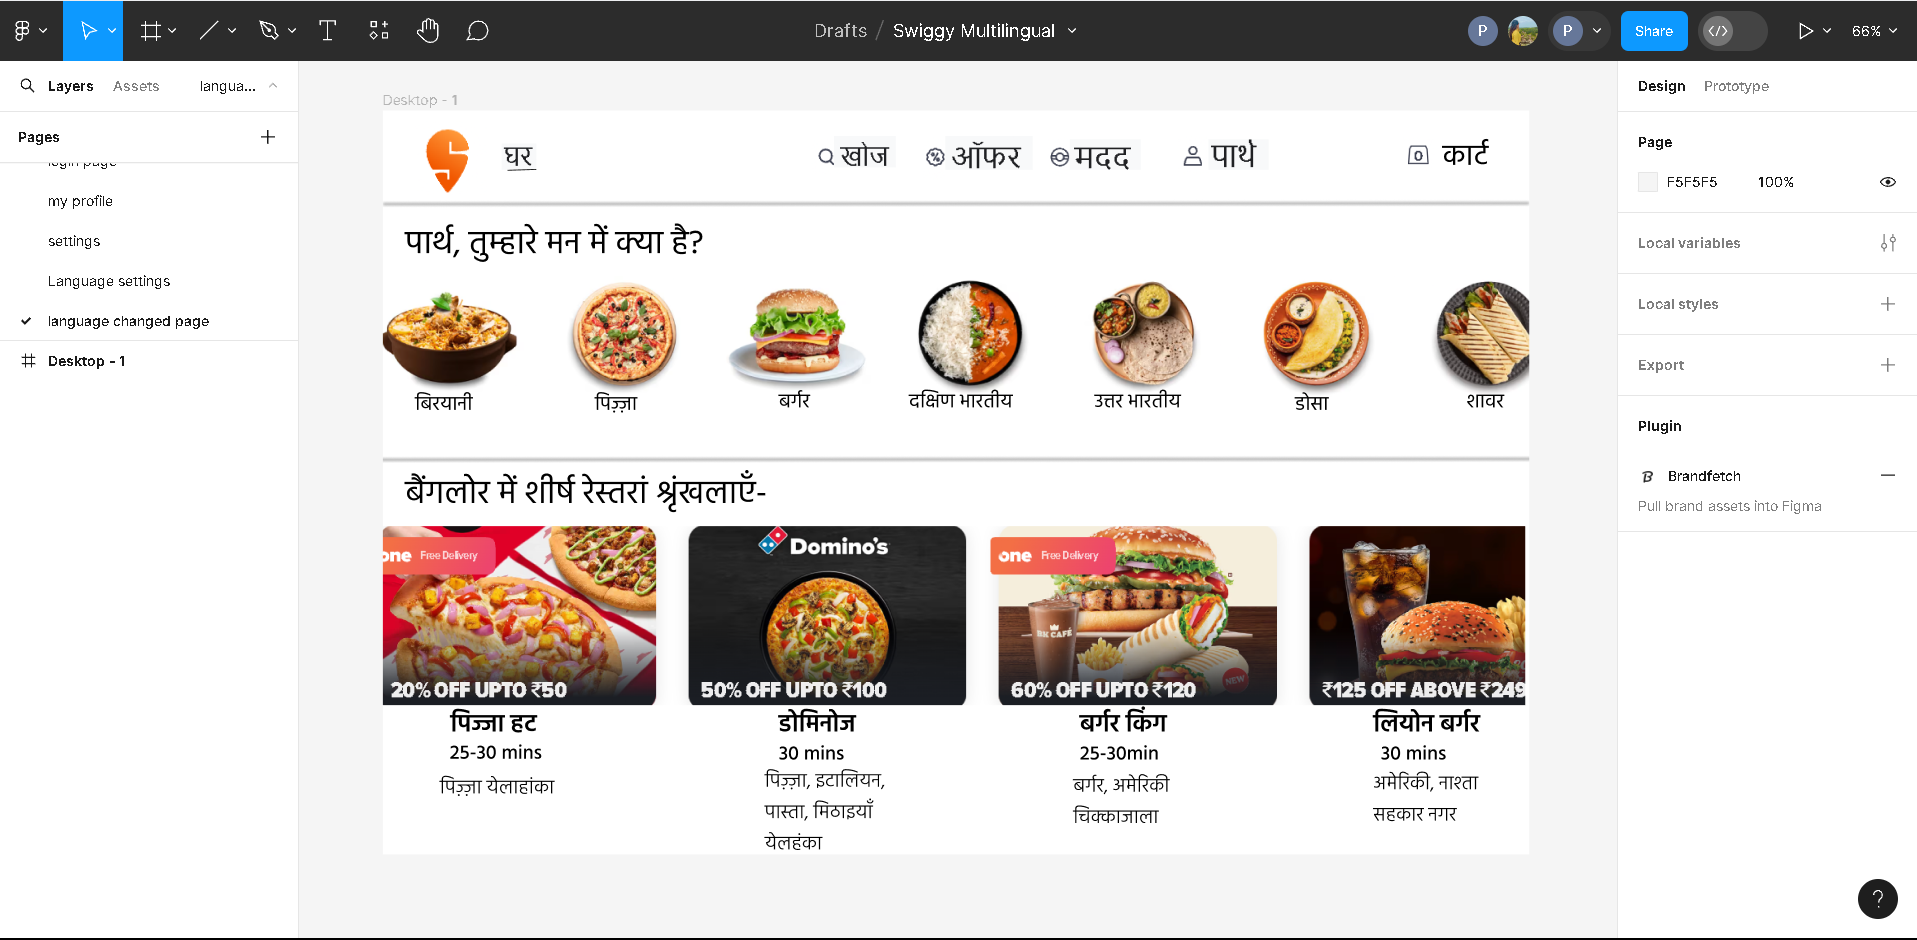 Drafts / Swiggy Multilingual
P
P
Share
66%
Layers
Assets
langua...
Pages
login page
my profile
settings
Language settings
language changed page
Desktop - 1
Desktop - 1
घर
खोज
ऑफर
मदद
पार्थ
0
कार्ट
पार्थ, तुम्हारे मन में क्या है?
बिरयानी
पिज़्ज़ा
बर्गर
दक्षिण भारतीय
उत्तर भारतीय
डोसा
शावर
बैंगलोर में शीर्ष रेस्तरां श्रृंखलाएँ-
one Free Delivery
20% OFF UPTO ₹50
पिज्जा हट
25-30 mins
पिज़्ज़ा येलाहांका
Domino's
50% OFF UPTO ₹100
डोमिनोज
30 mins
पिज़्ज़ा, इटालियन,
पास्ता, मिठाइयाँ
येलहंका
one Free Delivery
BK CAFÉ
NEW
60% OFF UPTO ₹120
बर्गर किंग
25-30min
बर्गर, अमेरिकी
चिक्काजाला
₹125 OFF ABOVE ₹249
लियोन बर्गर
30 mins
अमेरिकी, नाश्ता
सहकार नगर
Design
Prototype
Page
F5F5F5
100%
Local variables
Local styles
Export
Plugin
Brandfetch
Pull brand assets into Figma
?